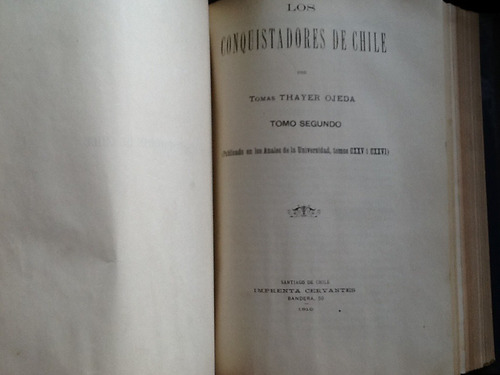 LOS
CONQUISTADORES DE CHILE
POR
TOMAS THAYER OJEDA
TOMO SEGUNDO
(Publicado en los Anales de la Universidad, tomos CXXV i CXXVI)
SANTIAGO DE CHILE
IMPRENTA CERVANTES
BANDERA, 50
1910